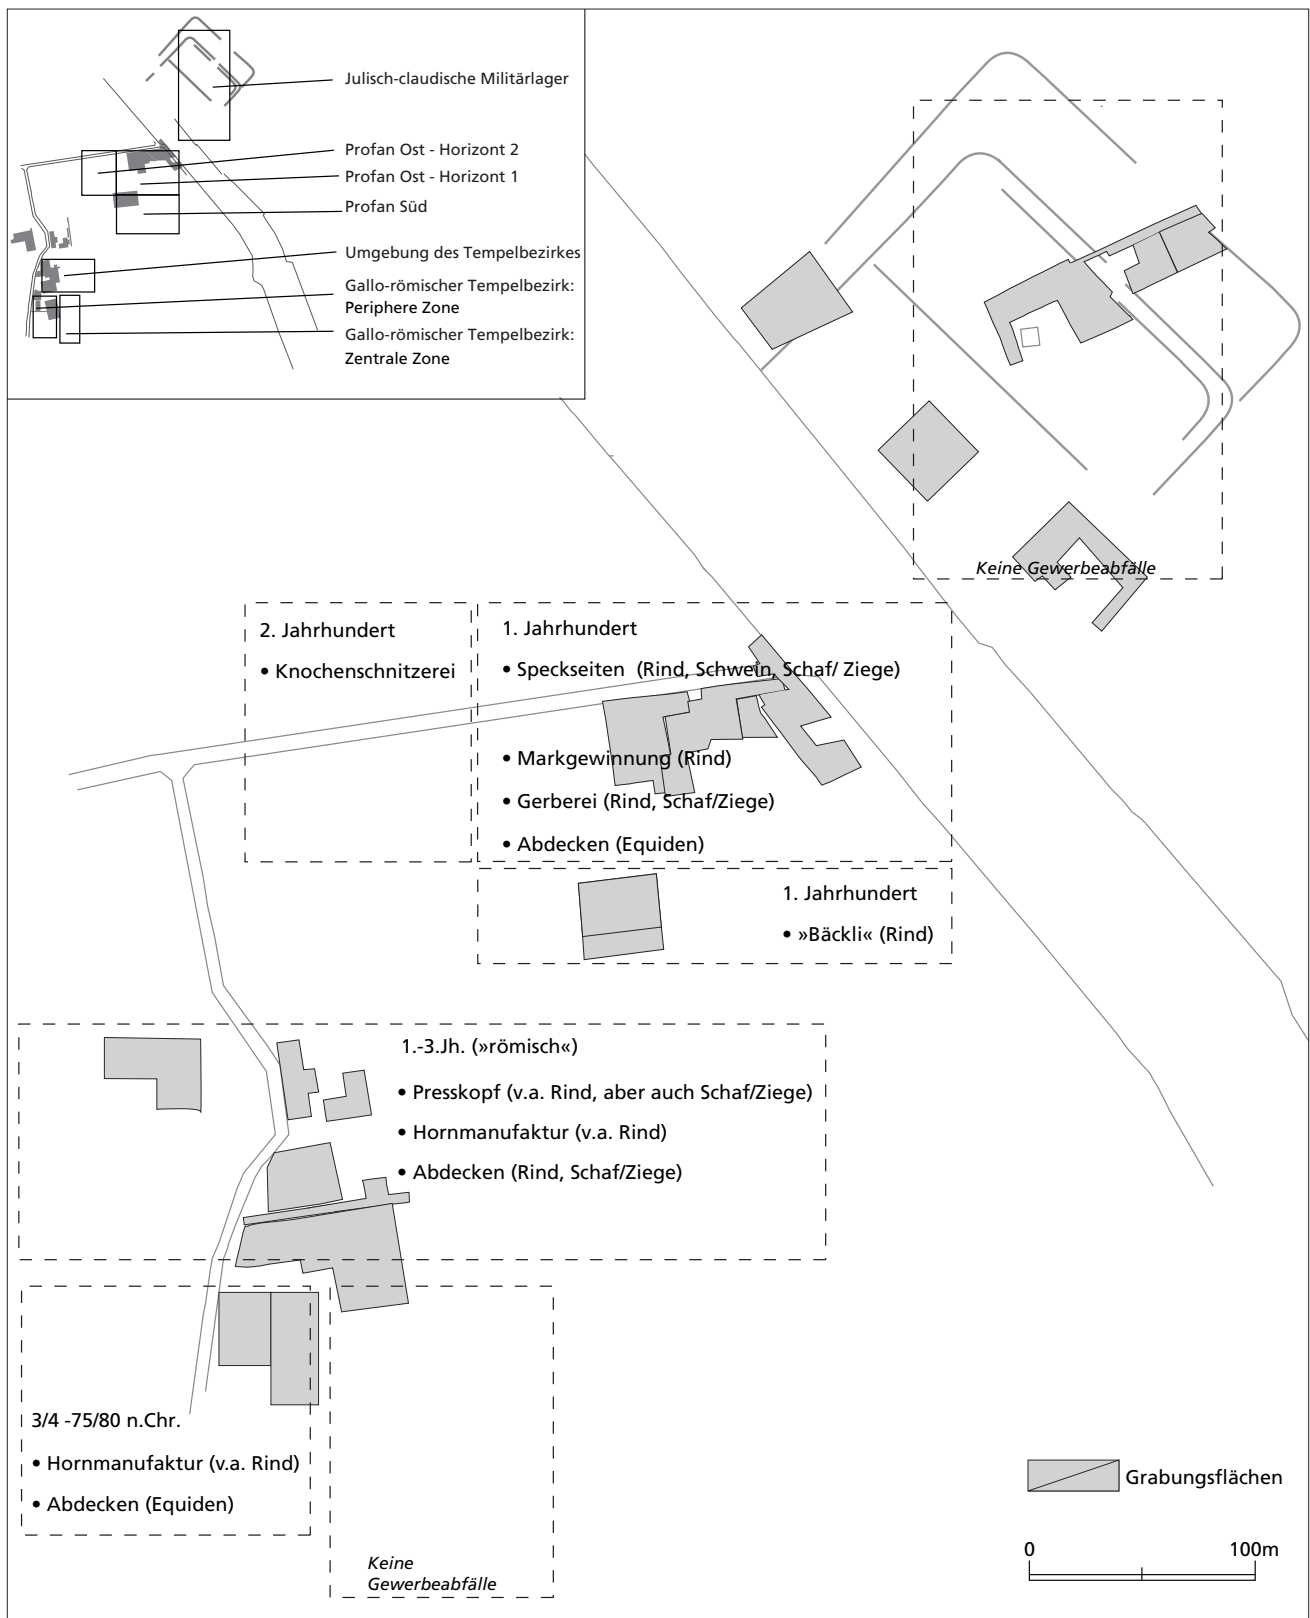 Julisch-claudische Militärlager
Profan Ost - Horizont 2
Profan Ost - Horizont 1
Profan Süd
Umgebung des Tempelbezirkes
Gallo-römischer Tempelbezirk:
Periphere Zone
Gallo-römischer Tempelbezirk:
Zentrale Zone
Keine Gewerbeabfälle
2. Jahrhundert
• Knochenschnitzerei
1. Jahrhundert
• Speckseiten (Rind, Schwein, Schaf/ Ziege)
• Markgewinnung (Rind)
• Gerberei (Rind, Schaf/Ziege)
• Abdecken (Equiden)
1. Jahrhundert
• »Bäckli« (Rind)
1.-3.Jh. (»römisch«)
• Presskopf (v.a. Rind, aber auch Schaf/Ziege)
• Hornmanufaktur (v.a. Rind)
• Abdecken (Rind, Schaf/Ziege)
3/4 -75/80 n.Chr.
• Hornmanufaktur (v.a. Rind)
• Abdecken (Equiden)
Keine
Gewerbeabfälle
Grabungsflächen
0 100m